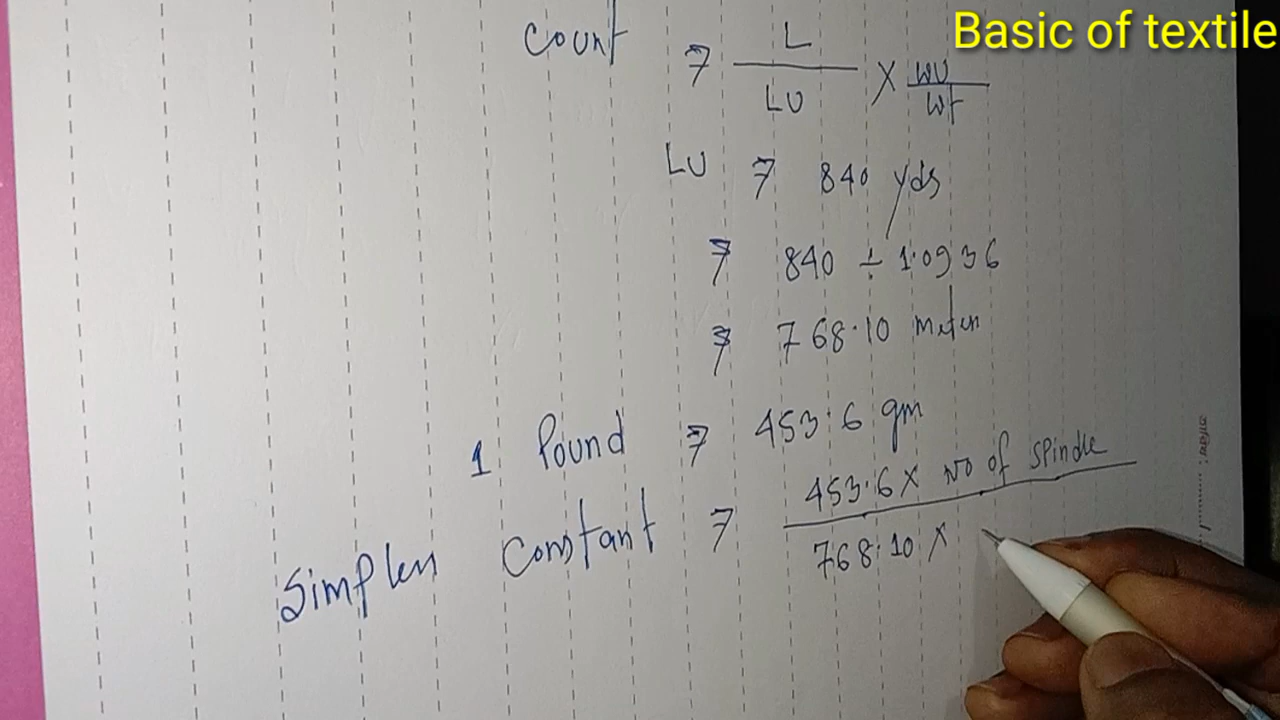 Basic of textile
Count = L / LU × WU / Wt
LU = 840 yds
= 840 ÷ 1.0936
= 768.10 meter
1 Pound = 453.6 gm
Simplex Constant = 453.6 × No of Spindle / 768.10 ×